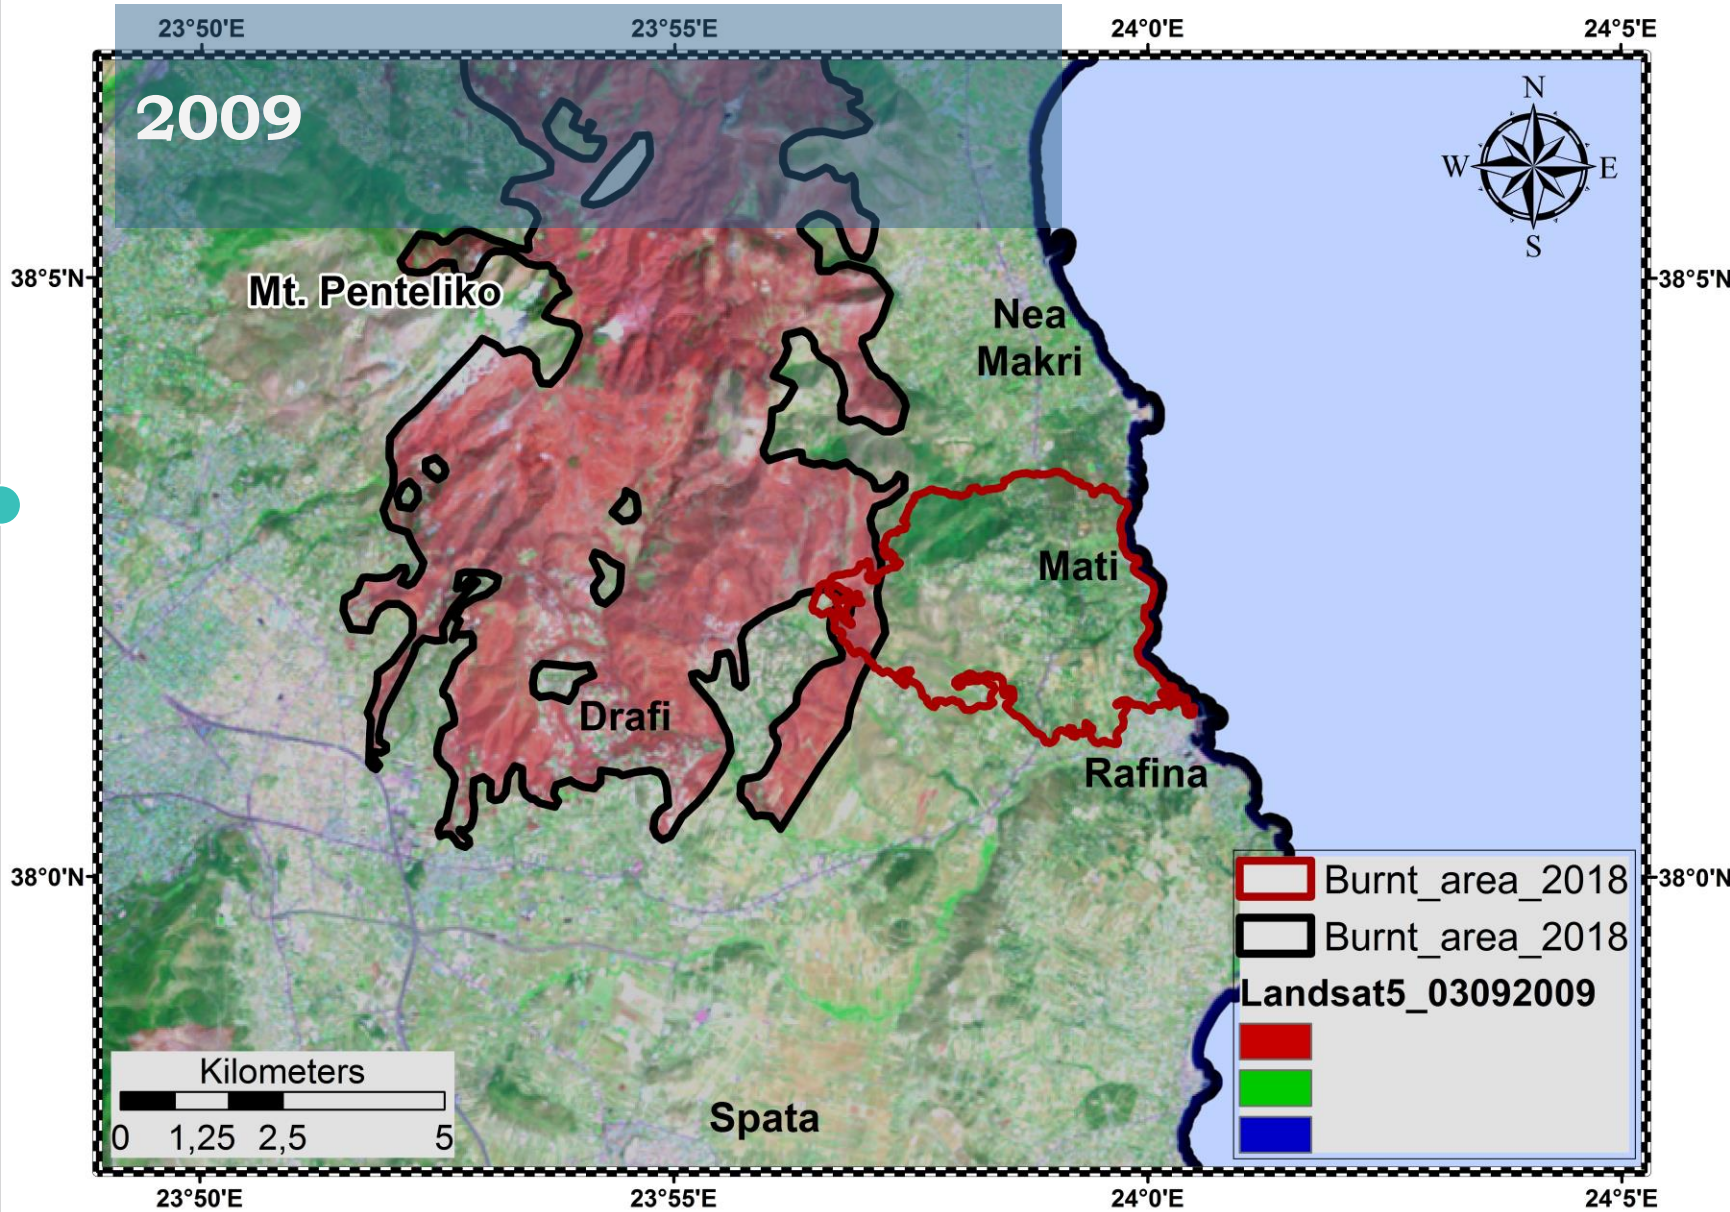 23°50'E 23°55'E 24°0'E 24°5'E
2009
N
W E
S
38°5'N 38°5'N
Mt. Penteliko
Nea
Makri
Mati
Drafi
Rafina
38°0'N 38°0'N
Burnt_area_2018
Burnt_area_2018
Landsat5_03092009
Kilometers
0 1,25 2,5 5
Spata
23°50'E 23°55'E 24°0'E 24°5'E